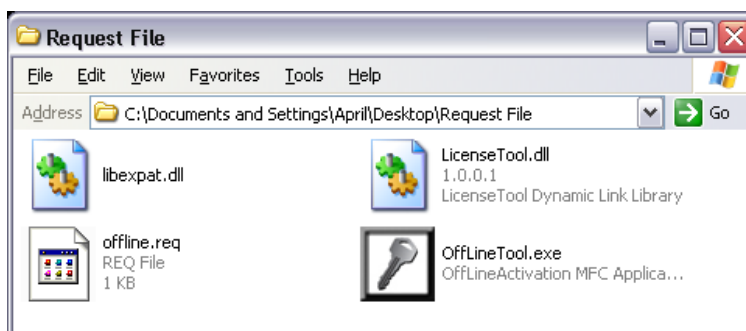 Request File
File Edit View Favorites Tools Help
Address C:\Documents and Settings\April\Desktop\Request File Go
libexpat.dll
LicenseTool.dll
1.0.0.1
LicenseTool Dynamic Link Library
offline.req
REQ File
1 KB
OffLineTool.exe
OffLineActivation MFC Applica...